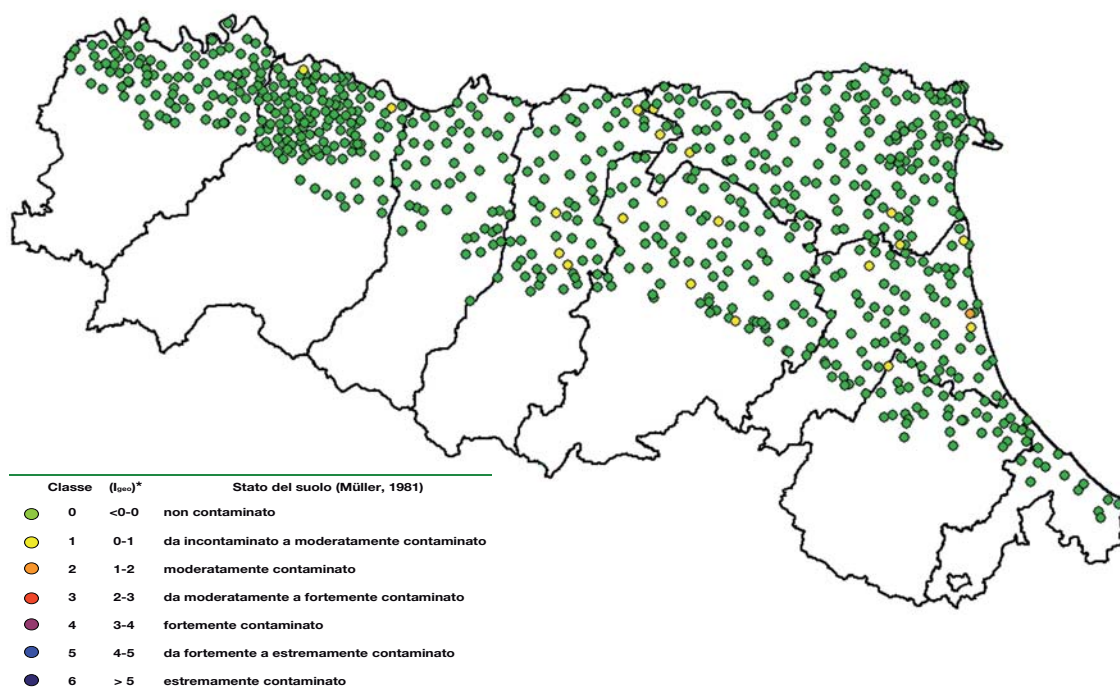 Classe (Igeo)* Stato del suolo (Müller, 1981)
0 <0-0 non contaminato
1 0-1 da incontaminato a moderatamente contaminato
2 1-2 moderatamente contaminato
3 2-3 da moderatamente a fortemente contaminato
4 3-4 fortemente contaminato
5 4-5 da fortemente a estremamente contaminato
6 > 5 estremamente contaminato